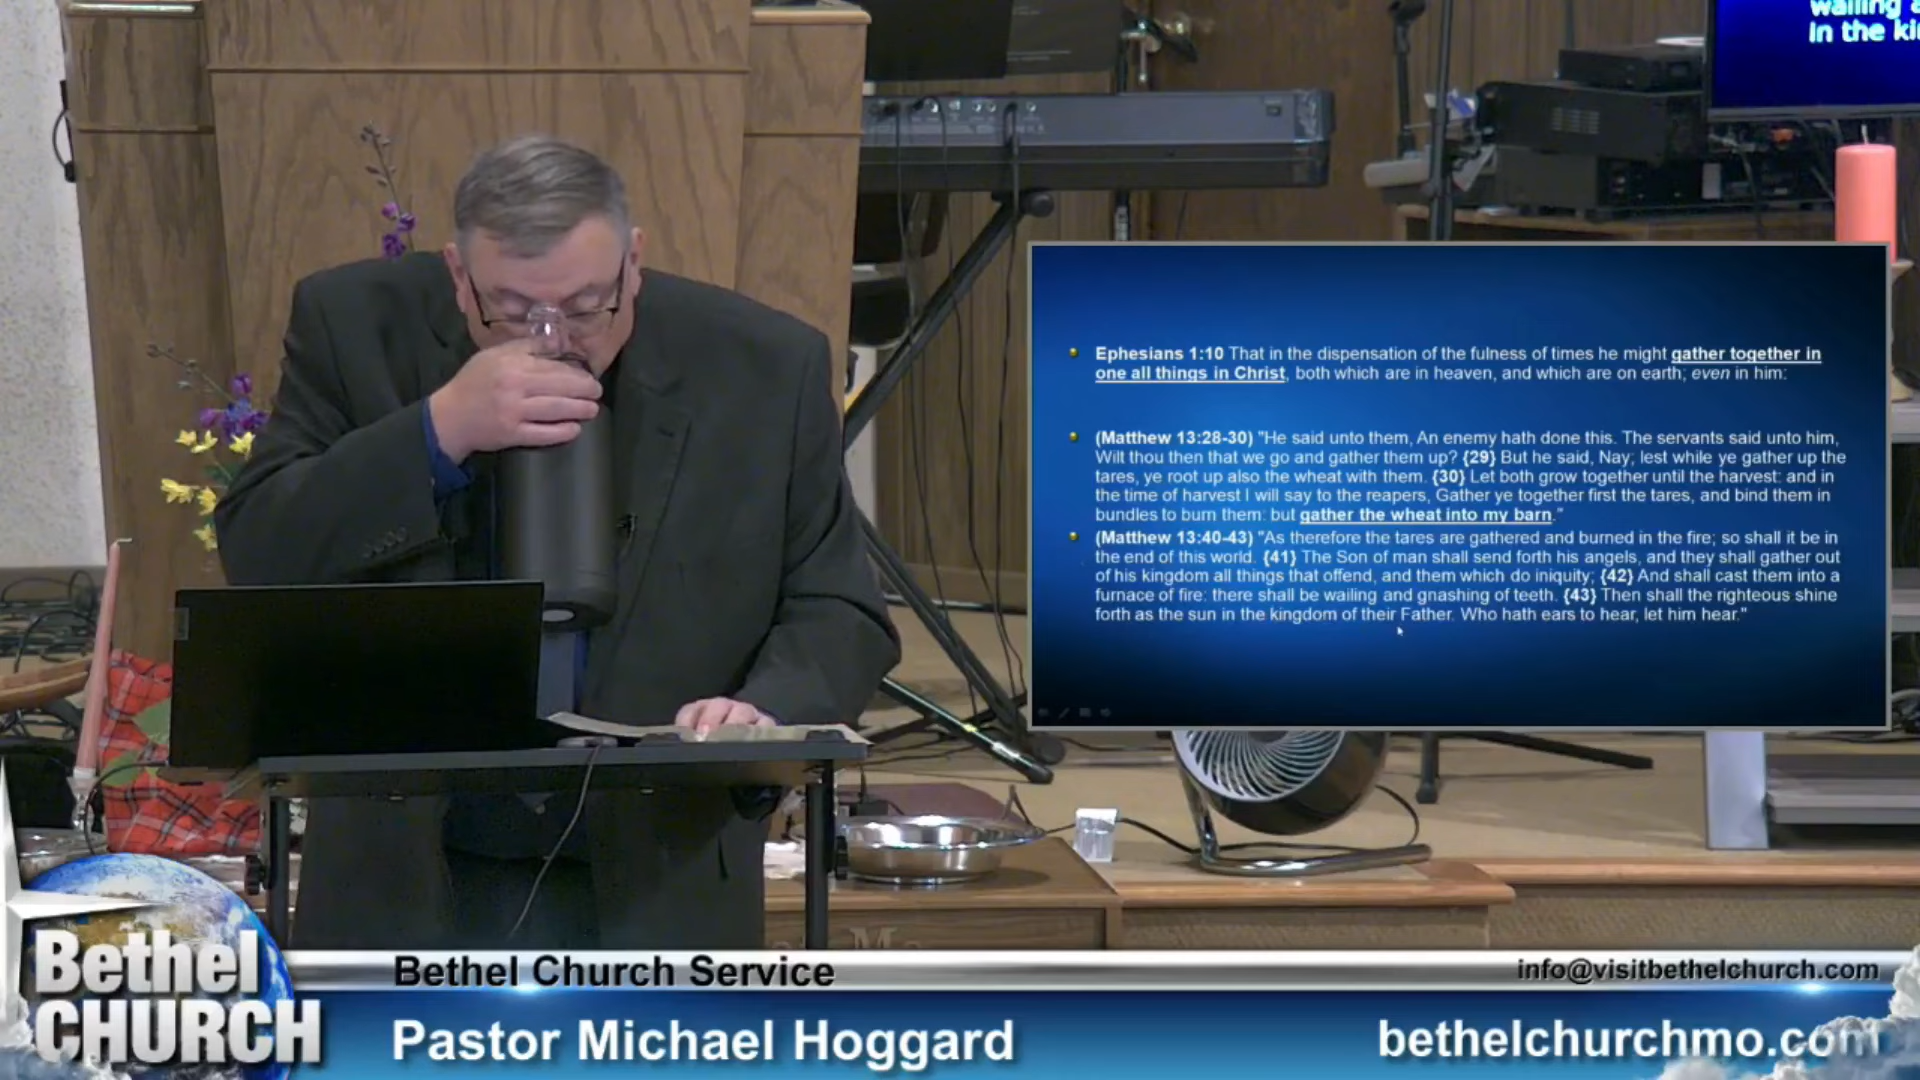 wailing
in the
Ephesians 1:10 That in the dispensation of the fulness of times he might gather together in
one all things in Christ, both which are in heaven, and which are on earth; even in him:
(Matthew 13:28-30) "He said unto them, An enemy hath done this. The servants said unto him,
Wilt thou then that we go and gather them up? {29} But he said, Nay; lest while ye gather up the
tares, ye root up also the wheat with them. {30} Let both grow together until the harvest: and in
the time of harvest I will say to the reapers, Gather ye together first the tares, and bind them in
bundles to burn them: but gather the wheat into my barn."
(Matthew 13:40-43) "As therefore the tares are gathered and burned in the fire; so shall it be in
the end of this world. {41} The Son of man shall send forth his angels, and they shall gather out
of his kingdom all things that offend, and them which do iniquity; {42} And shall cast them into a
furnace of fire: there shall be wailing and gnashing of teeth. {43} Then shall the righteous shine
forth as the sun in the kingdom of their Father. Who hath ears to hear, let him hear."
Bethel
CHURCH
Bethel Church Service
info@visitbethelchurch.com
Pastor Michael Hoggard
bethelchurchmo.com